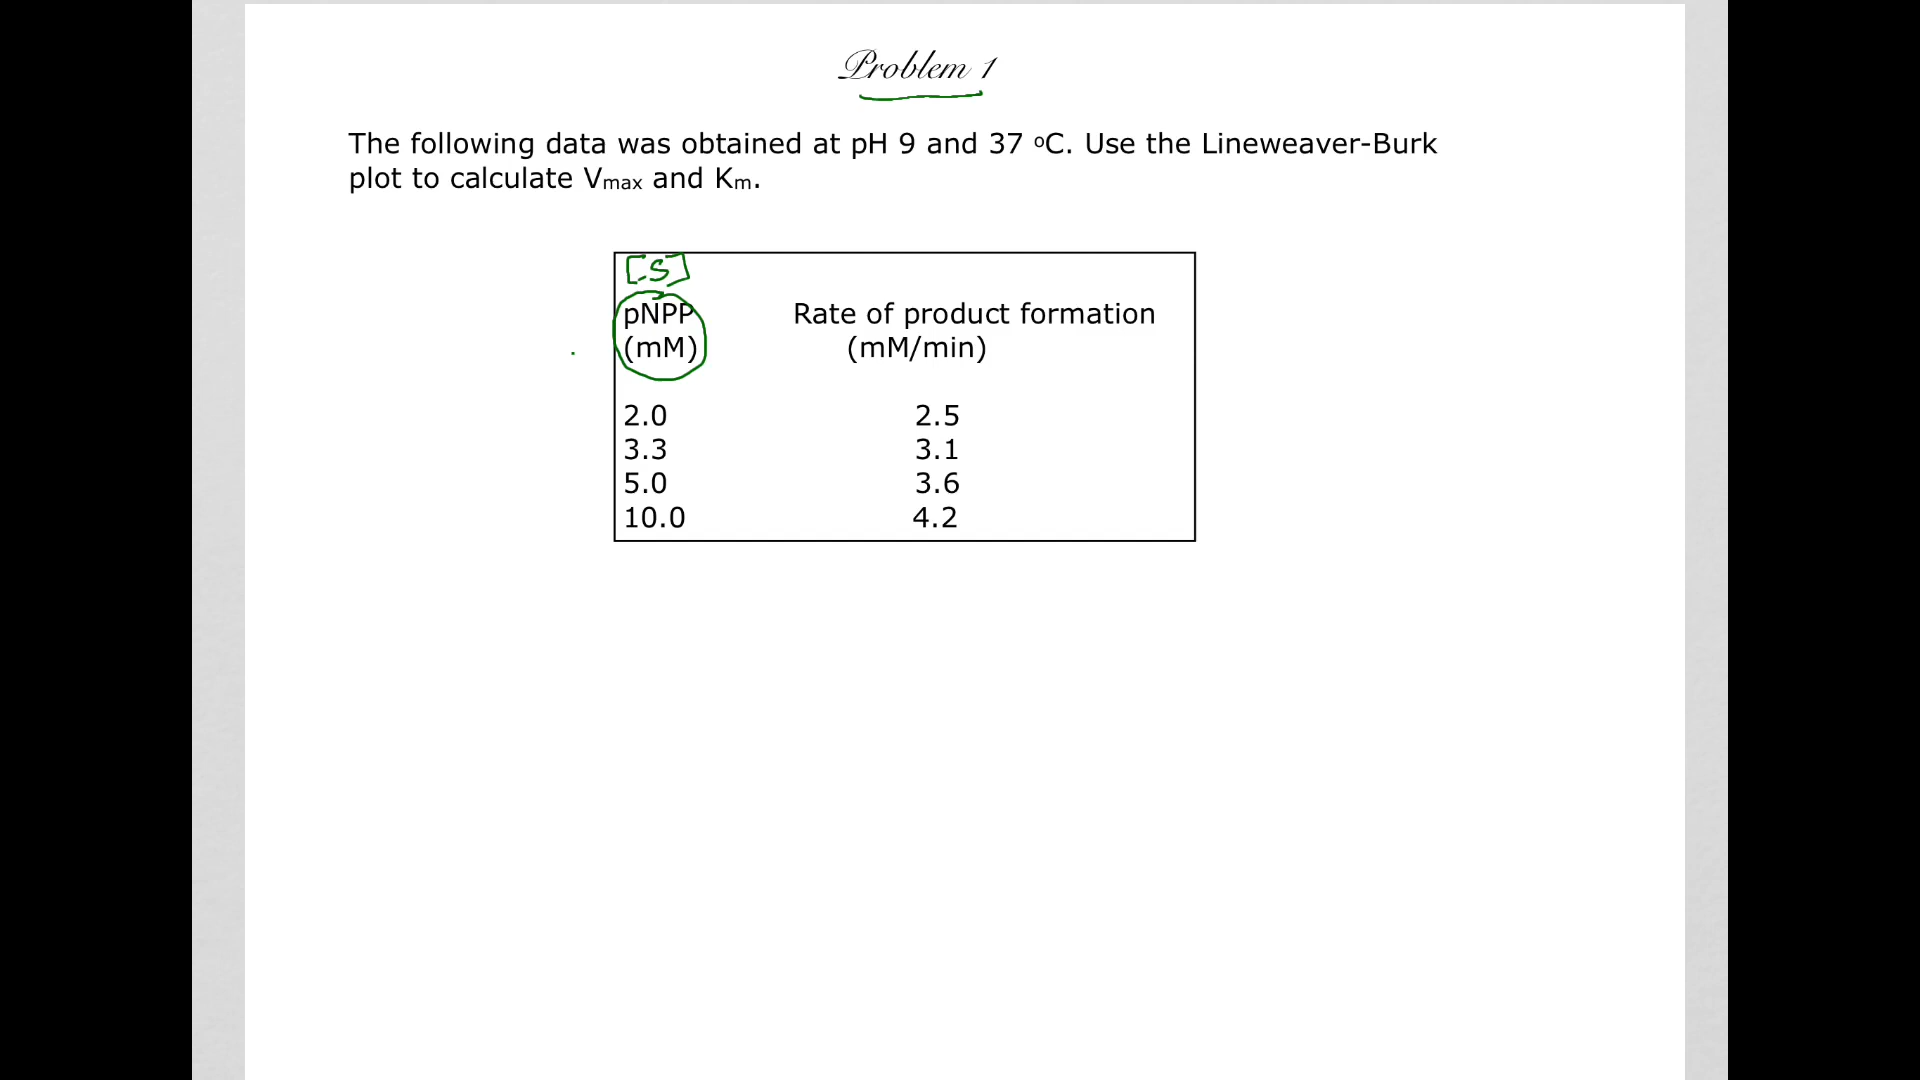 Problem 1
The following data was obtained at pH 9 and 37 ºC. Use the Lineweaver-Burk
plot to calculate Vmax and Km.
[S]
pNPP Rate of product formation
(mM) (mM/min)
2.0 2.5
3.3 3.1
5.0 3.6
10.0 4.2